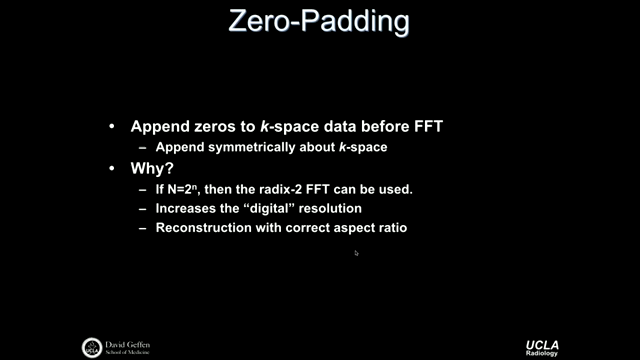 Zero-Padding
• Append zeros to k-space data before FFT
– Append symmetrically about k-space
• Why?
– If N=2ⁿ, then the radix-2 FFT can be used.
– Increases the “digital” resolution
– Reconstruction with correct aspect ratio
UCLA
David Geffen
School of Medicine
UCLA
Radiology